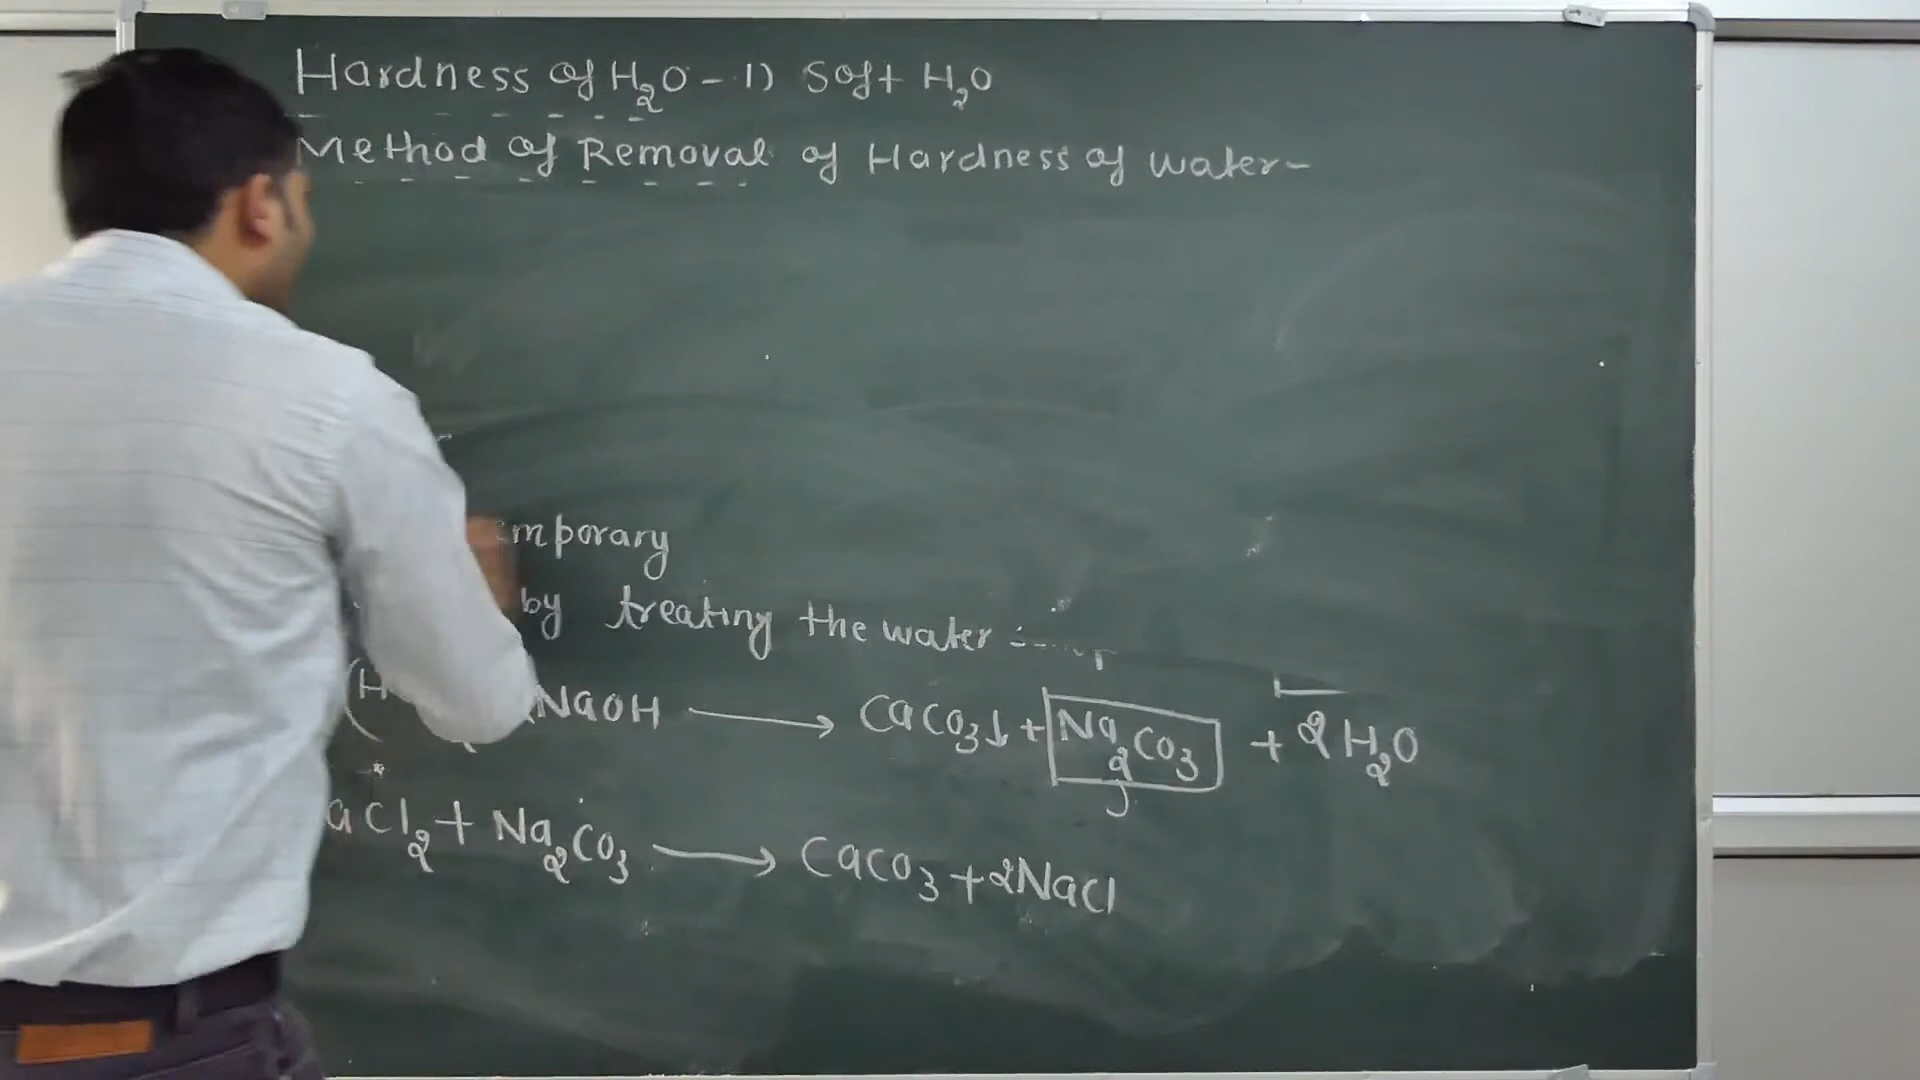 Hardness of H₂O - 1) Soft H₂O
Method of Removal of Hardness of water-
emporary
by treating the water
(H NaOH ⟶ CaCo₃↓ + Na₂Co₃ + 2H₂O
aCl₂ + Na₂Co₃ ⟶ CaCo₃ + 2NaCl